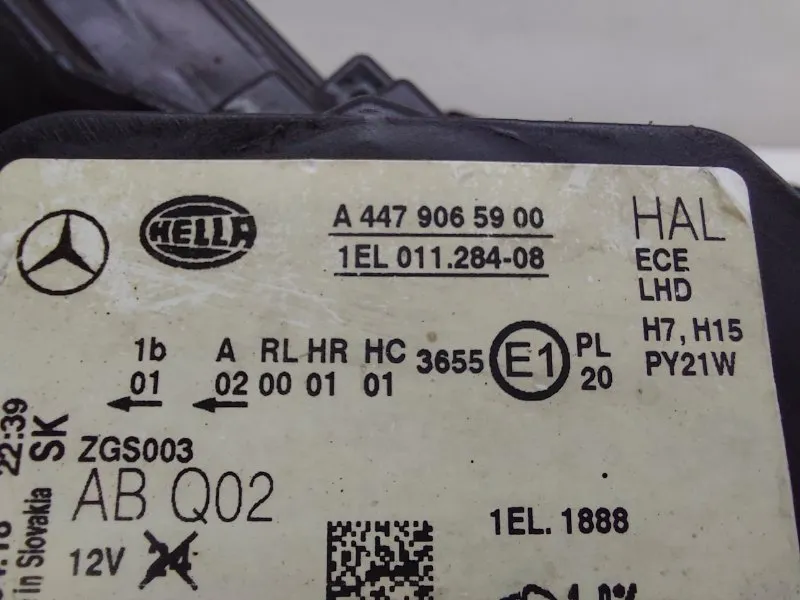 HELLA
A 447 906 59 00
1EL 011.284-08
HAL
ECE
LHD
H7, H15
PY21W
1b A RL HR HC 3655 E1 PL
01 02 00 01 01 20
22:39
SK
in Slovakia
ZGS003
AB Q02
12V 24
1EL. 1888